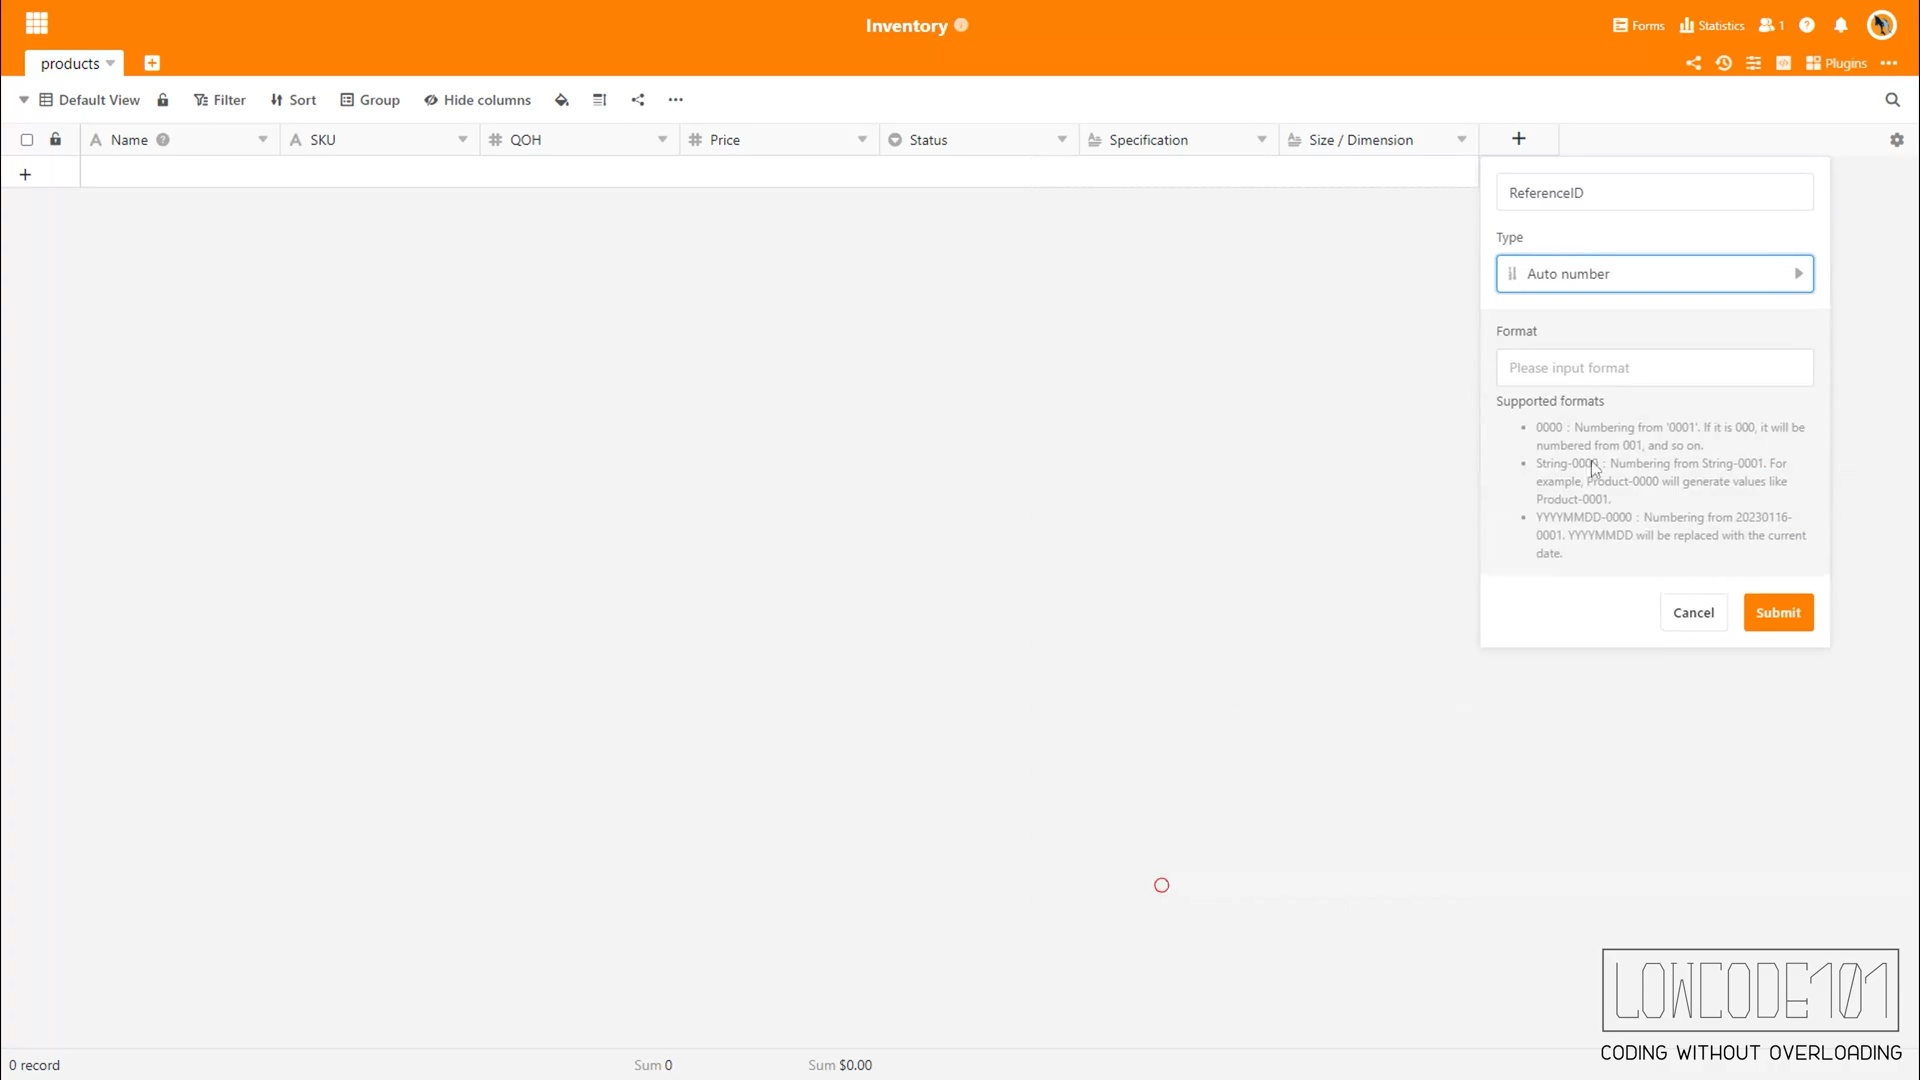 Inventory
Forms
Statistics
1
products
Plugins
Default View
Filter
Sort
Group
Hide columns
Name
SKU
QOH
Price
Status
Specification
Size / Dimension
ReferenceID
Type
Auto number
Format
Please input format
Supported formats
0000 : Numbering from '0001'. If it is 000, it will be
numbered from 001, and so on.
String-0000 : Numbering from String-0001. For
example, Product-0000 will generate values like
Product-0001.
YYYYMMDD-0000 : Numbering from 20230116-
0001. YYYYMMDD will be replaced with the current
date.
Cancel
Submit
LOWCODE101
CODING WITHOUT OVERLOADING
0 record
Sum 0
Sum $0.00